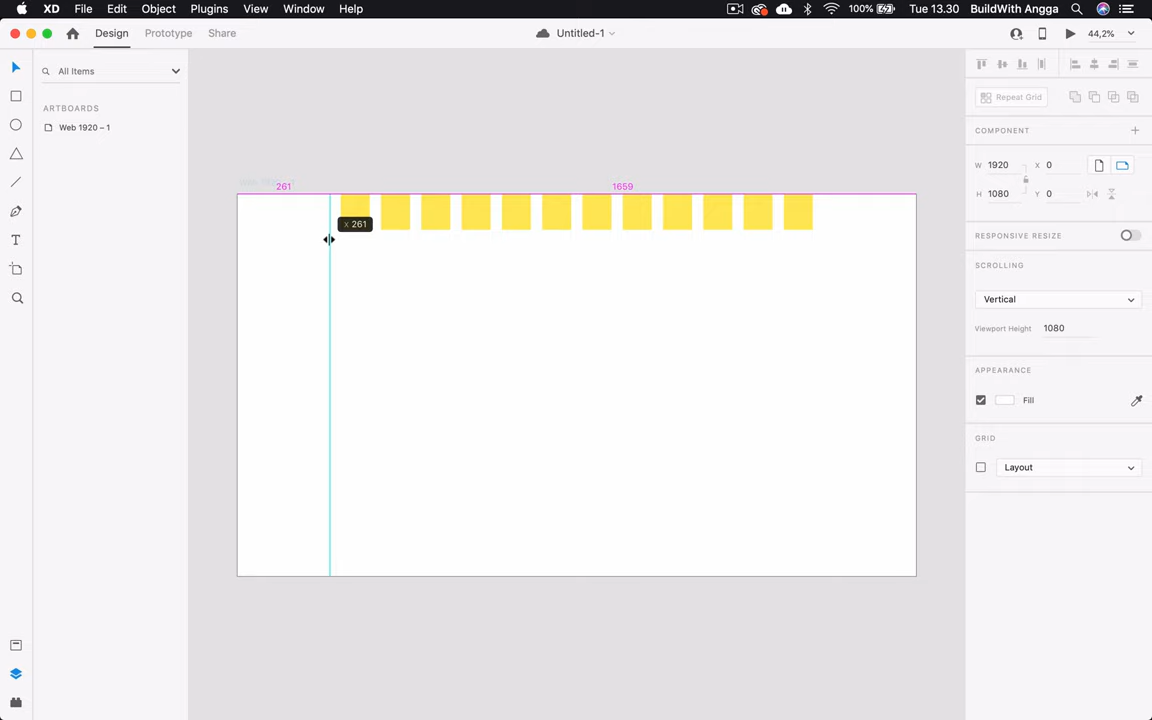 XD File Edit Object Plugins View Window Help 100% Tue 13.30 BuildWith Angga
Design Prototype Share Untitled-1 44,2%
All Items
ARTBOARDS
Web 1920 – 1
261 1659
X 261
Repeat Grid
COMPONENT
W 1920 X 0
H 1080 Y 0
RESPONSIVE RESIZE
SCROLLING
Vertical
Viewport Height 1080
APPEARANCE
Fill
GRID
Layout